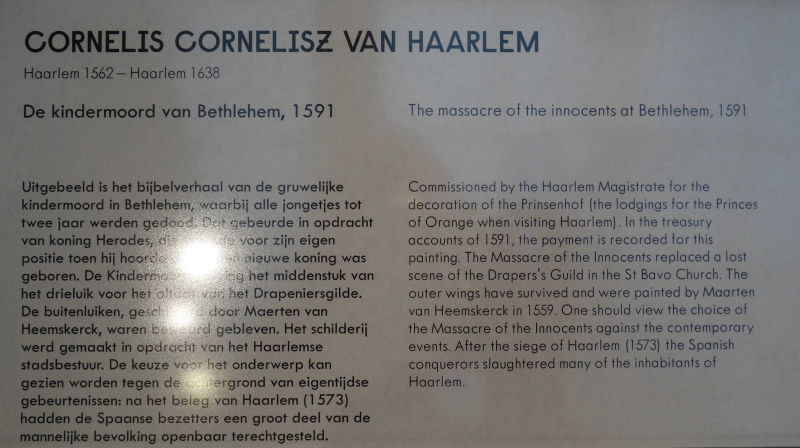 CORNELIS CORNELISZ VAN HAARLEM
Haarlem 1562 – Haarlem 1638
De kindermoord van Bethlehem, 1591
Uitgebeeld is het bijbelverhaal van de gruwelijke
kindermoord in Bethlehem, waarbij alle jongetjes tot
twee jaar werden gedood. Dat gebeurde in opdracht
van koning Herodes, die voor zijn eigen
positie toen hij hoorde nieuwe koning was
geboren. De het middenstuk van
het drieluik voor het altaar van het Drapeniersgilde.
De buitenluiken, door Maerten van
Heemskerck, waren bewaard gebleven. Het schilderij
werd gemaakt in opdracht van het Haarlemse
stadsbestuur. De keuze voor het onderwerp kan
gezien worden tegen de achtergrond van eigentijdse
gebeurtenissen: na het beleg van Haarlem (1573)
hadden de Spaanse bezetters een groot deel van de
mannelijke bevolking openbaar terechtgesteld.
The massacre of the innocents at Bethlehem, 1591
Commissioned by the Haarlem Magistrate for the
decoration of the Prinsenhof (the lodgings for the Princes
of Orange when visiting Haarlem). In the treasury
accounts of 1591, the payment is recorded for this
painting. The Massacre of the Innocents replaced a lost
scene of the Drapers's Guild in the St Bavo Church. The
outer wings have survived and were painted by Maarten
van Heemskerck in 1559. One should view the choice of
the Massacre of the Innocents against the contemporary
events. After the siege of Haarlem (1573) the Spanish
conquerors slaughtered many of the inhabitants of
Haarlem.